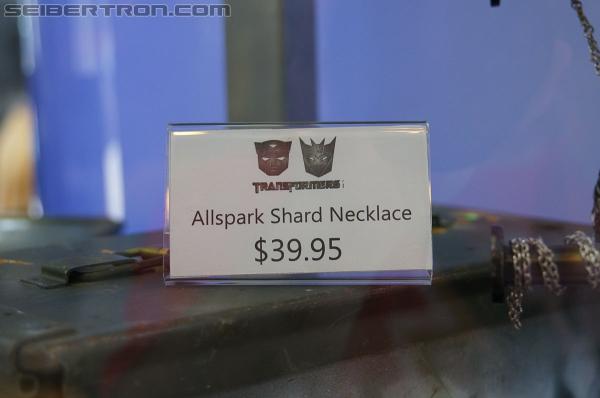 SEIBERTRON.COM
TRANSFORMERS
Allspark Shard Necklace
$39.95